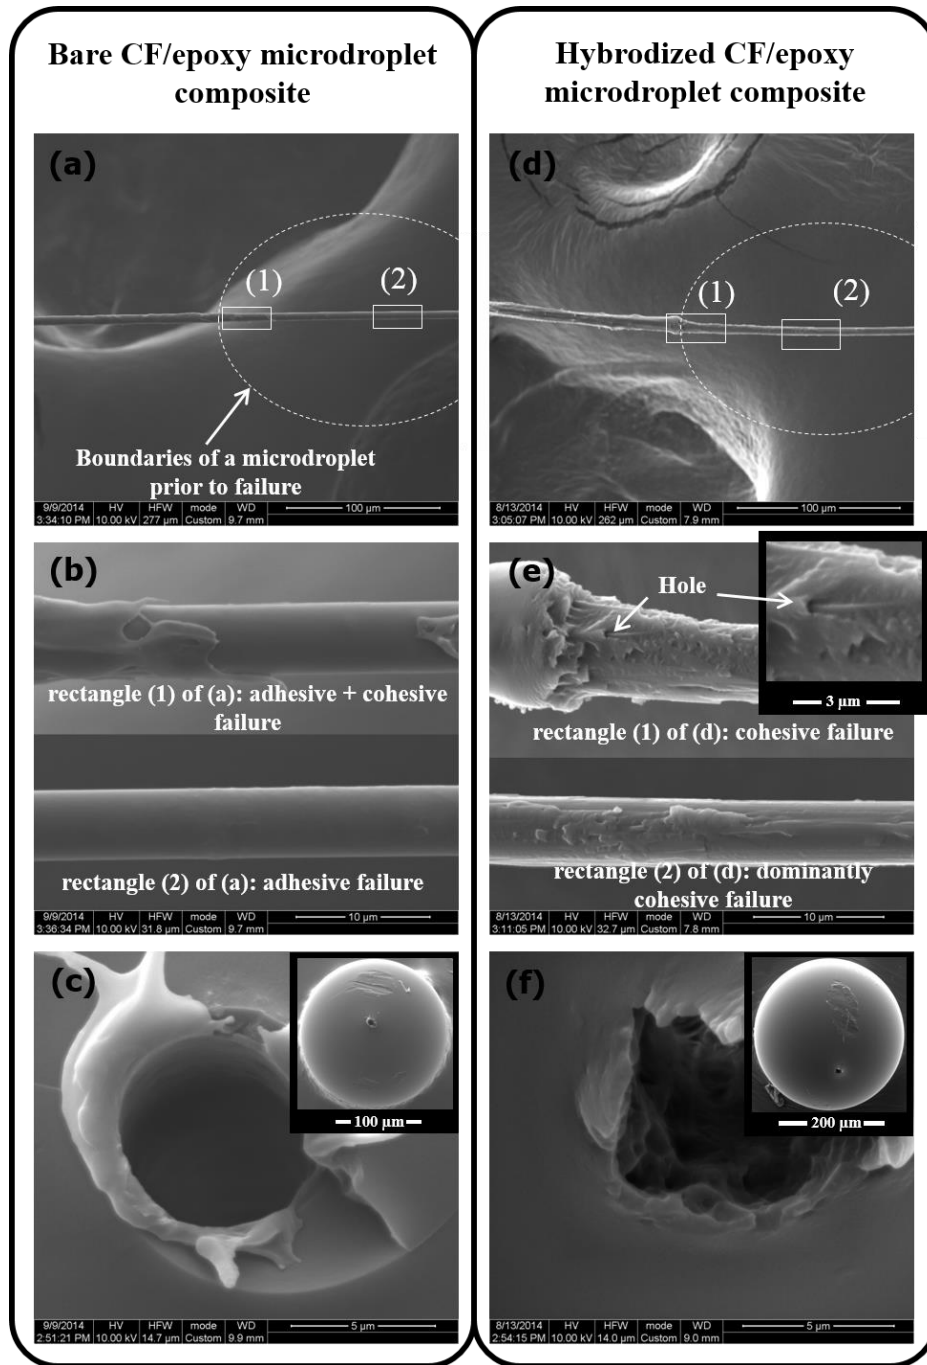 Bare CF/epoxy microdroplet
composite
(a)
(1)
(2)
Boundaries of a microdroplet
prior to failure
9/9/2014 HV HFW mode WD 100 µm
3:34:10 PM 10.00 kV 277 µm Custom 9.7 mm
(b)
rectangle (1) of (a): adhesive + cohesive
failure
rectangle (2) of (a): adhesive failure
9/9/2014 HV HFW mode WD 10 µm
3:36:34 PM 10.00 kV 31.8 µm Custom 9.7 mm
(c)
100 µm
9/9/2014 HV HFW mode WD 5 µm
2:51:21 PM 10.00 kV 14.7 µm Custom 9.9 mm
Hybrodized CF/epoxy
microdroplet composite
(d)
(1)
(2)
8/13/2014 HV HFW mode WD 100 µm
3:05:07 PM 10.00 kV 262 µm Custom 7.9 mm
(e)
Hole
3 µm
rectangle (1) of (d): cohesive failure
rectangle (2) of (d): dominantly
cohesive failure
8/13/2014 HV HFW mode WD 10 µm
3:11:05 PM 10.00 kV 32.7 µm Custom 7.8 mm
(f)
200 µm
8/13/2014 HV HFW mode WD 5 µm
2:54:15 PM 10.00 kV 14.0 µm Custom 9.0 mm